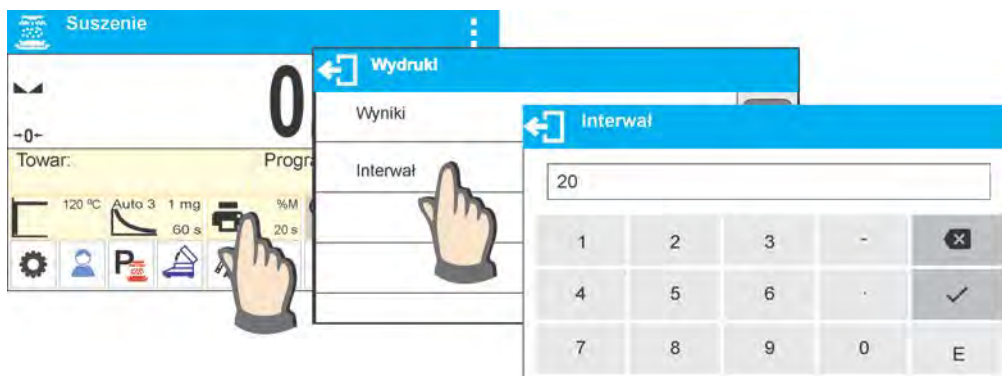 Suszenie
0
→0←
Towar:
Progra
120 °C
Auto 3
1 mg
60 s
%M
20 s
P
Wydruki
Wyniki
Interwał
Interwał
20
1 2 3 -
4 5 6 .
7 8 9 0 E